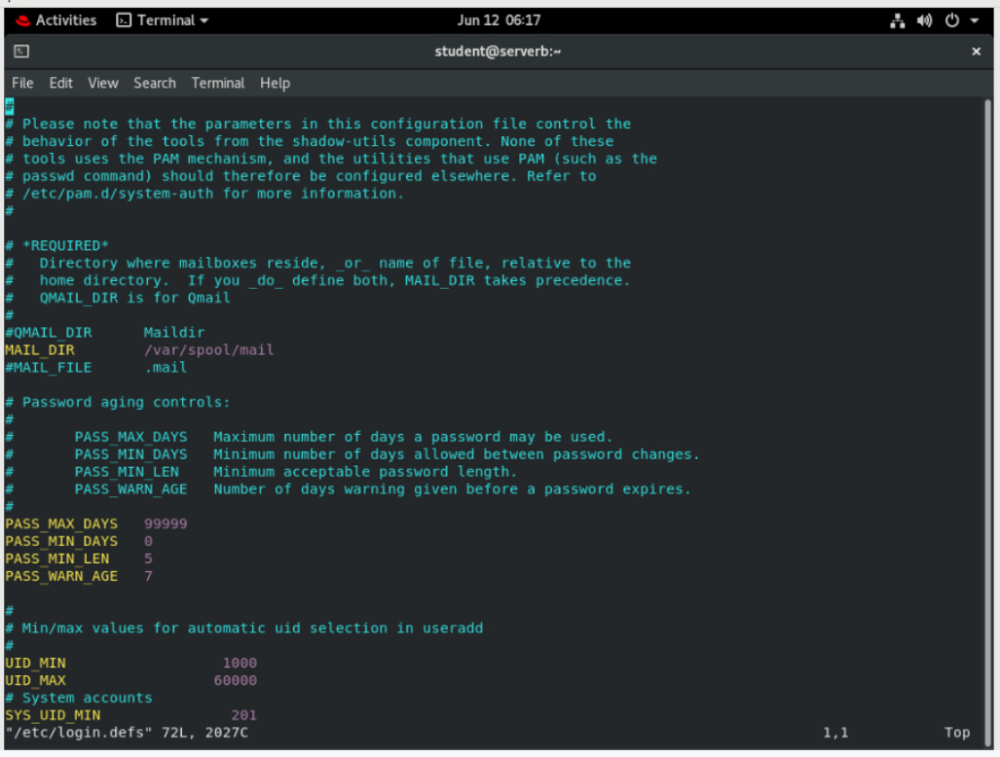 Activities Terminal Jun 12 06:17
student@serverb:~ ×
File Edit View Search Terminal Help
#
# Please note that the parameters in this configuration file control the
# behavior of the tools from the shadow-utils component. None of these
# tools uses the PAM mechanism, and the utilities that use PAM (such as the
# passwd command) should therefore be configured elsewhere. Refer to
# /etc/pam.d/system-auth for more information.
#
# *REQUIRED*
#   Directory where mailboxes reside, _or_ name of file, relative to the
#   home directory.  If you _do_ define both, MAIL_DIR takes precedence.
#   QMAIL_DIR is for Qmail
#
#QMAIL_DIR      Maildir
MAIL_DIR        /var/spool/mail
#MAIL_FILE      .mail
# Password aging controls:
#
#       PASS_MAX_DAYS   Maximum number of days a password may be used.
#       PASS_MIN_DAYS   Minimum number of days allowed between password changes.
#       PASS_MIN_LEN    Minimum acceptable password length.
#       PASS_WARN_AGE   Number of days warning given before a password expires.
#
PASS_MAX_DAYS   99999
PASS_MIN_DAYS   0
PASS_MIN_LEN    5
PASS_WARN_AGE   7
#
# Min/max values for automatic uid selection in useradd
#
UID_MIN                  1000
UID_MAX                 60000
# System accounts
SYS_UID_MIN               201
"/etc/login.defs" 72L, 2027C 1,1 Top